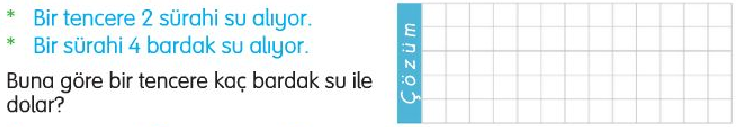 * Bir tencere 2 sürahi su alıyor.
* Bir sürahi 4 bardak su alıyor.
Buna göre bir tencere kaç bardak su ile
dolar?
Çözüm